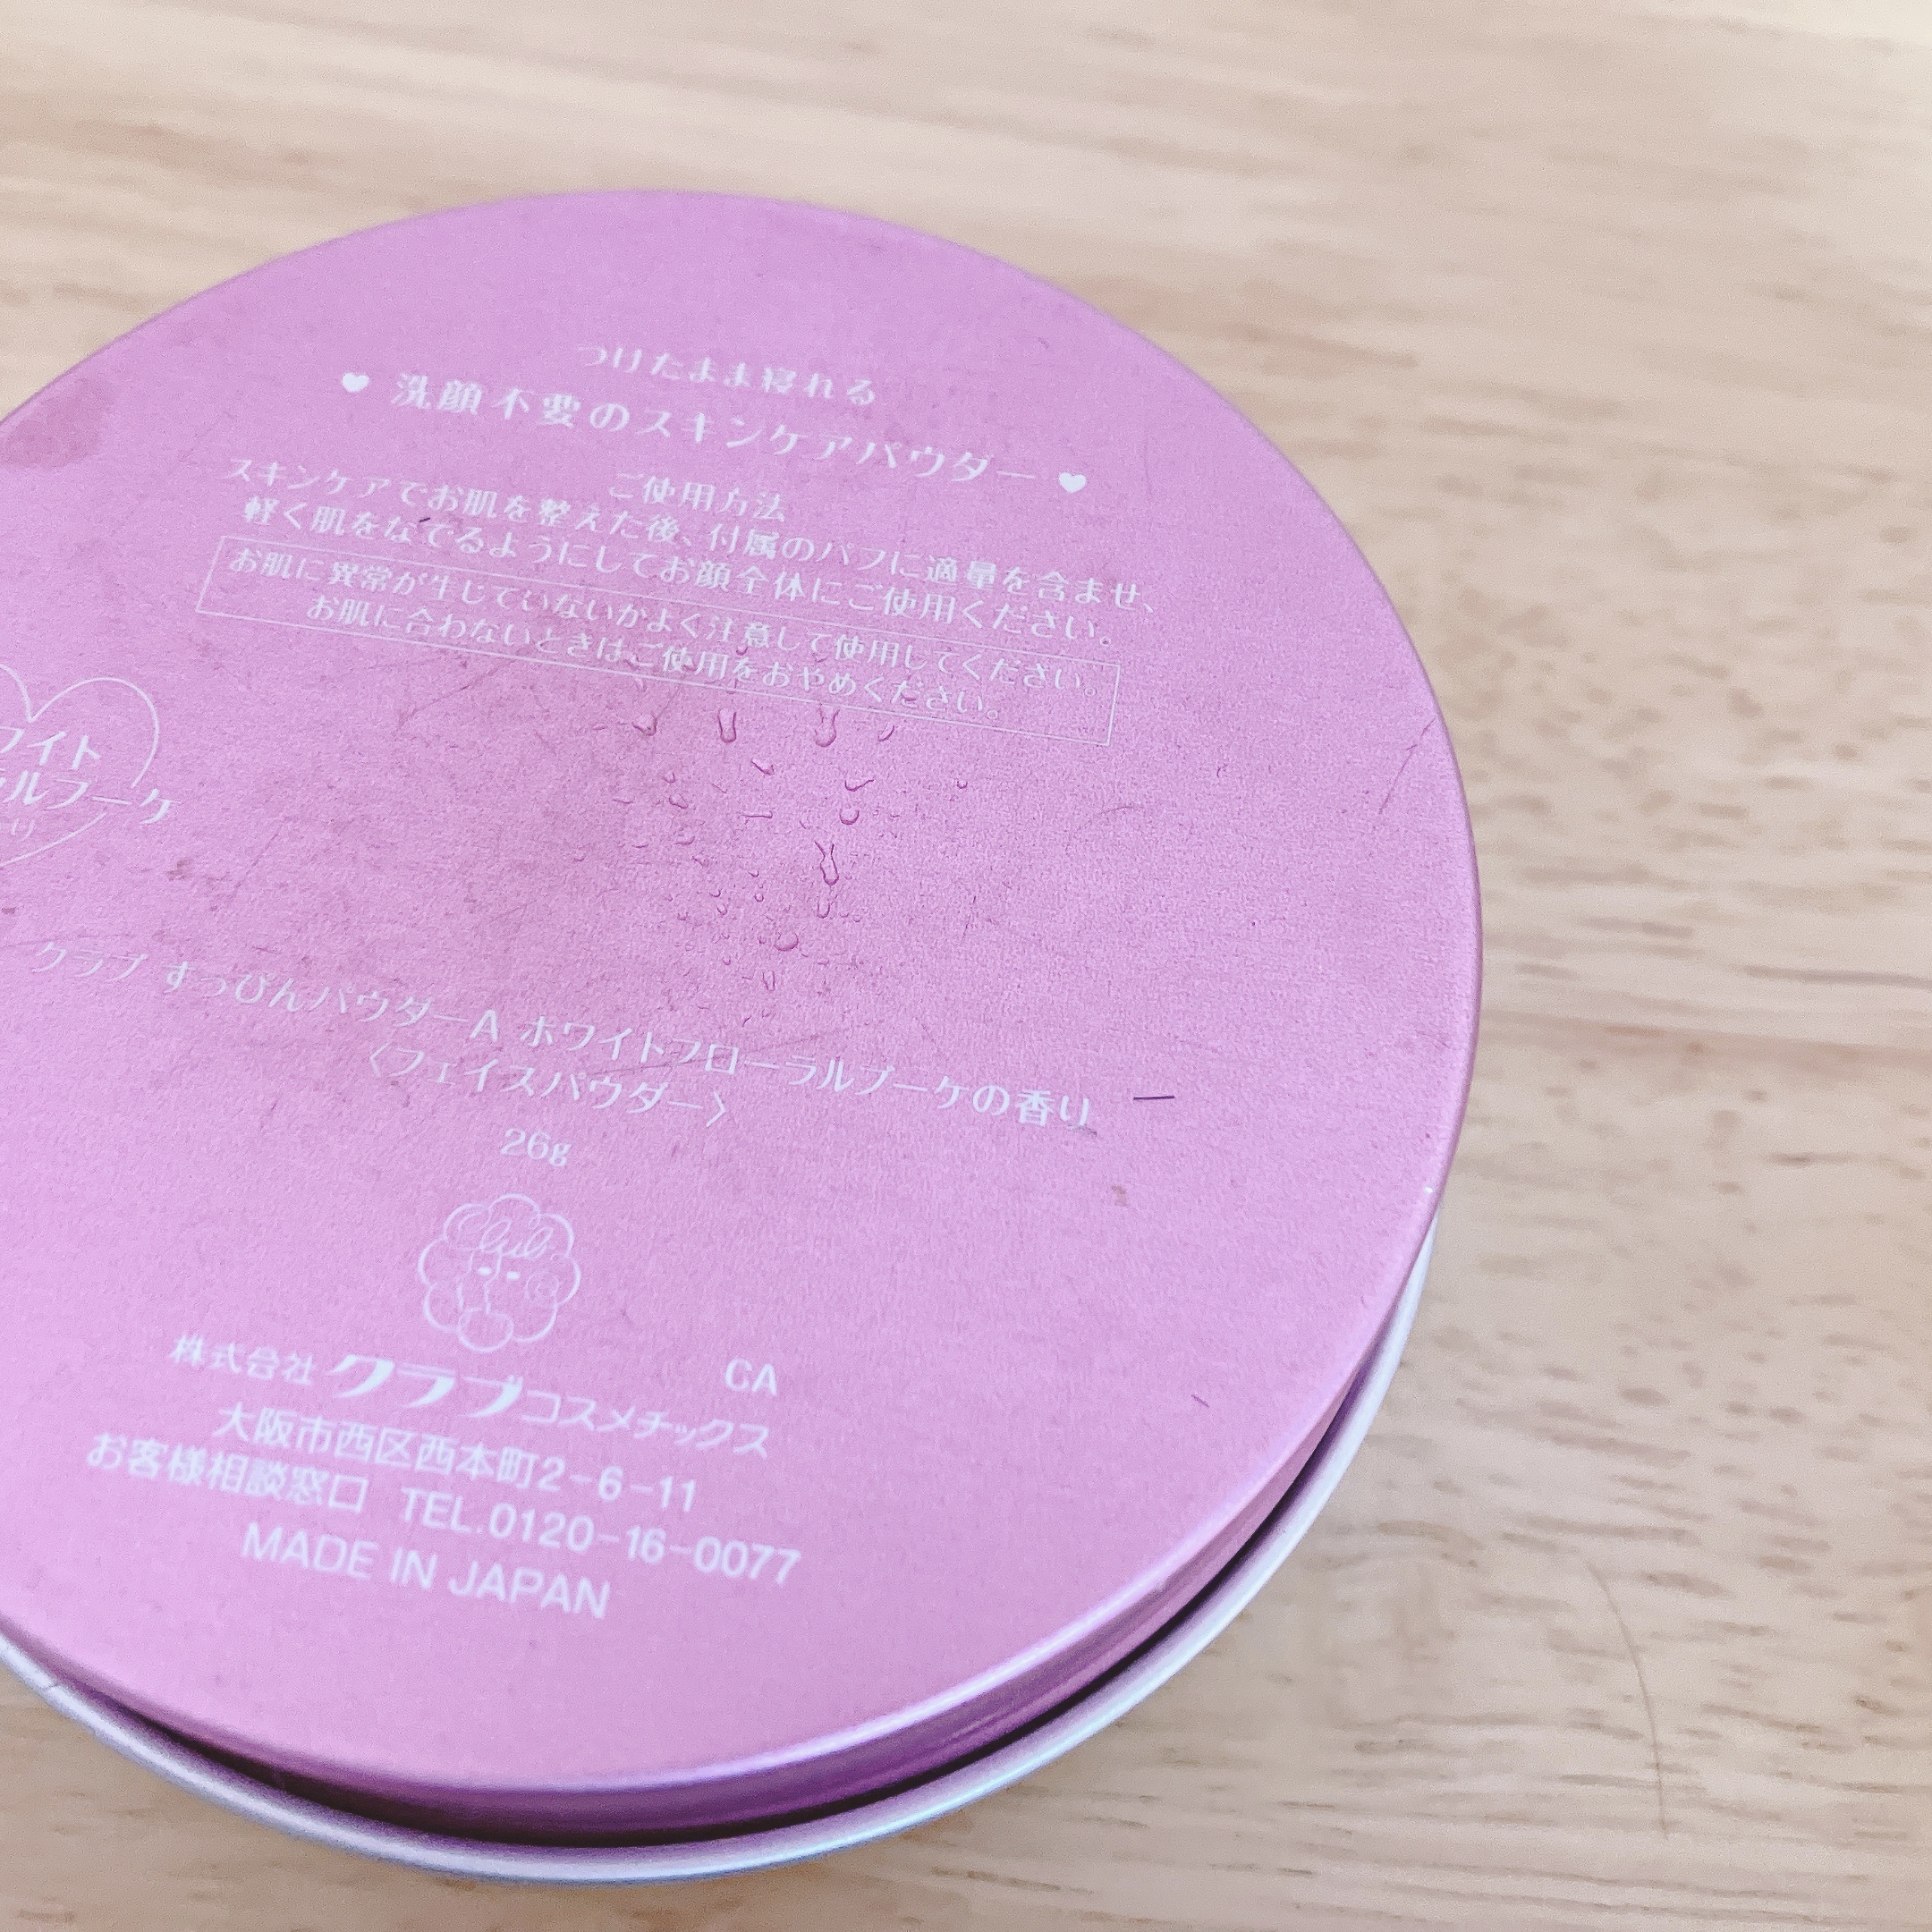 つけたまま寝れる
♥ 洗顔不要のスキンケアパウダー ♥
ご使用方法
スキンケアでお肌を整えた後、付属のパフに適量を含ませ、
軽く肌をなでるようにしてお顔全体にご使用ください。
お肌に異常が生じていないかよく注意して使用してください。
お肌に合わないときはご使用をおやめください。
ワイト
ラルブーケ
クラブ すっぴんパウダーA ホワイトフローラルブーケの香り
〈フェイスパウダー〉
26g
Club
CA
株式会社クラブコスメチックス
大阪市西区西本町2-6-11
お客様相談窓口 TEL.0120-16-0077
MADE IN JAPAN